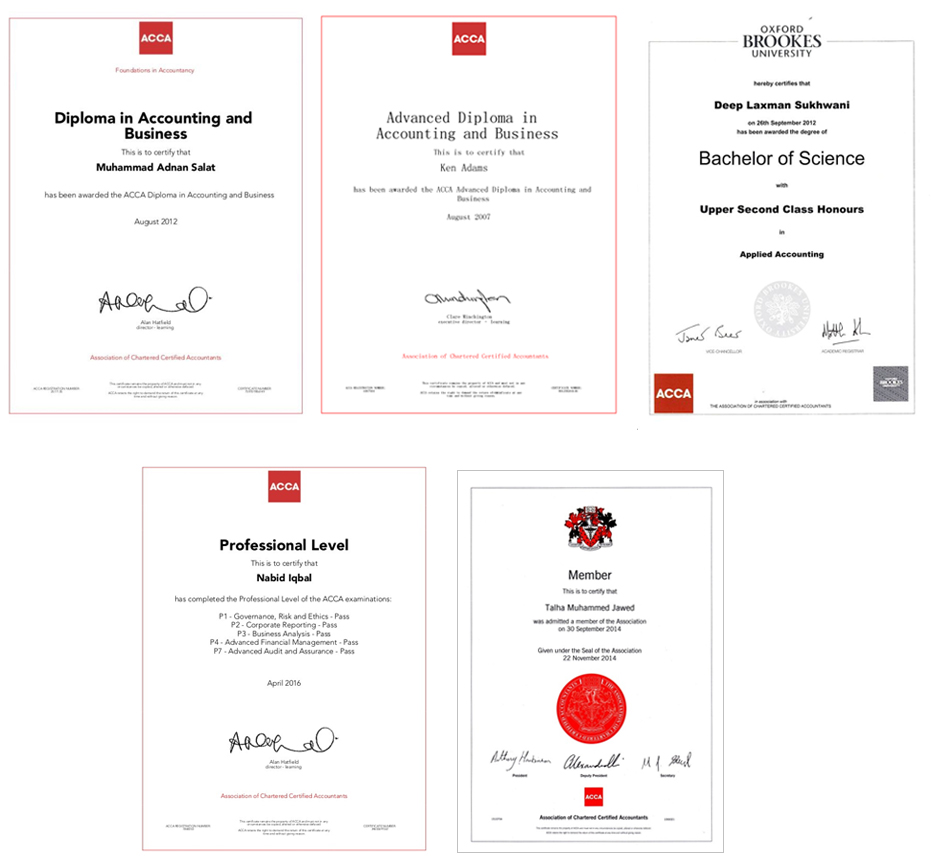 ACCA
Foundations in Accountancy
Diploma in Accounting and
Business
This is to certify that
Muhammad Adnan Salat
has been awarded the ACCA Diploma in Accounting and Business
August 2012
Alan Hatfield
director - learning
Association of Chartered Certified Accountants
ACCA REGISTRATION NUMBER
CERTIFICATE NUMBER
ACCA
Advanced Diploma in
Accounting and Business
This is to certify that
Ken Adams
has been awarded the ACCA Advanced Diploma in Accounting and
Business
August 2007
Clare Minchington
executive director - learning
Association of Chartered Certified Accountants
ACCA REGISTRATION NUMBER
CERTIFICATE NUMBER
OXFORD
BROOKES
UNIVERSITY
hereby certifies that
Deep Laxman Sukhwani
on 26th September 2012
has been awarded the degree of
Bachelor of Science
with
Upper Second Class Honours
in
Applied Accounting
VICE-CHANCELLOR
ACADEMIC REGISTRAR
ACCA
in association with
THE ASSOCIATION OF CHARTERED CERTIFIED ACCOUNTANTS
BROOKES
ACCA
Professional Level
This is to certify that
Nabid Iqbal
has completed the Professional Level of the ACCA examinations:
P1 - Governance, Risk and Ethics - Pass
P2 - Corporate Reporting - Pass
P3 - Business Analysis - Pass
P4 - Advanced Financial Management - Pass
P7 - Advanced Audit and Assurance - Pass
April 2016
Alan Hatfield
director - learning
Association of Chartered Certified Accountants
ACCA REGISTRATION NUMBER
CERTIFICATE NUMBER
Member
This is to certify that
Talha Muhammed Jawed
was admitted a member of the Association
on 30 September 2014
Given under the Seal of the Association
22 November 2014
President
Deputy President
Secretary
ACCA
Association of Chartered Certified Accountants